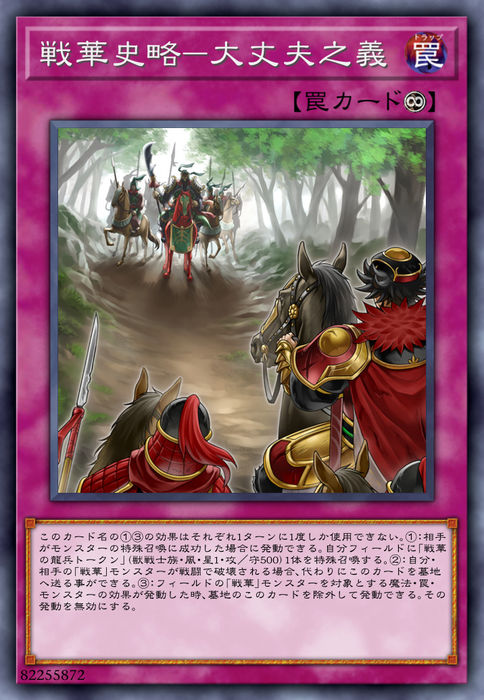 戦華史略－大丈夫之義
トラップ
罠
【罠カード】
このカード名の①③の効果はそれぞれ1ターンに1度しか使用できない。①：相手
がモンスターの特殊召喚に成功した場合に発動できる。自分フィールドに「戦華
の龍兵トークン」（獣戦士族・風・星1・攻／守500）1体を特殊召喚する。②：自分・
相手の「戦華」モンスターが戦闘で破壊される場合、代わりにこのカードを墓地
へ送る事ができる。③：フィールドの「戦華」モンスターを対象とする魔法・罠・
モンスターの効果が発動した時、墓地のこのカードを除外して発動できる。その
発動を無効にする。
82255872